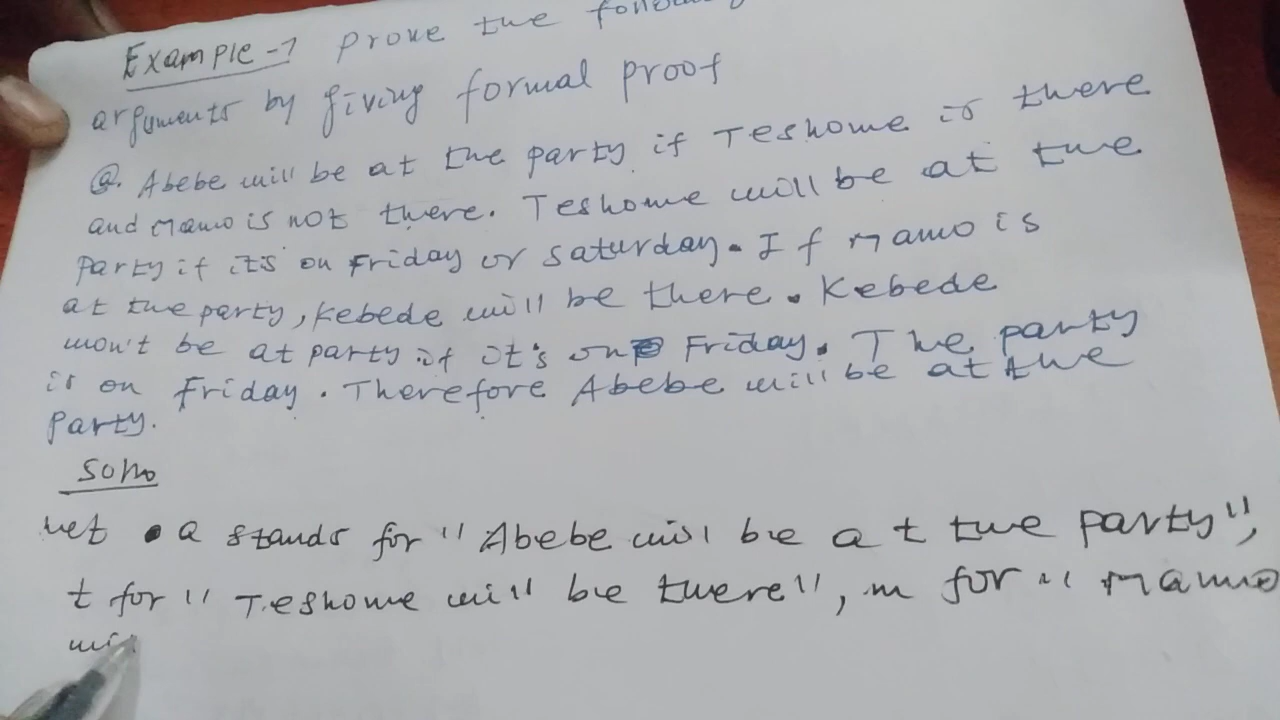 Example-1 prove the following
arguments by giving formal proof
@. Abebe will be at the party if Teshome is there
and Mamo is not there. Teshome will be at the
party if it's on Friday or Saturday. If Mamo is
at the party, Kebede will be there. Kebede
won't be at party if it's on Friday. The party
is on Friday. Therefore Abebe will be at the
Party.
Soln
Let a stands for "Abebe will be at the party",
t for "Teshome will be there", m for "Mamo